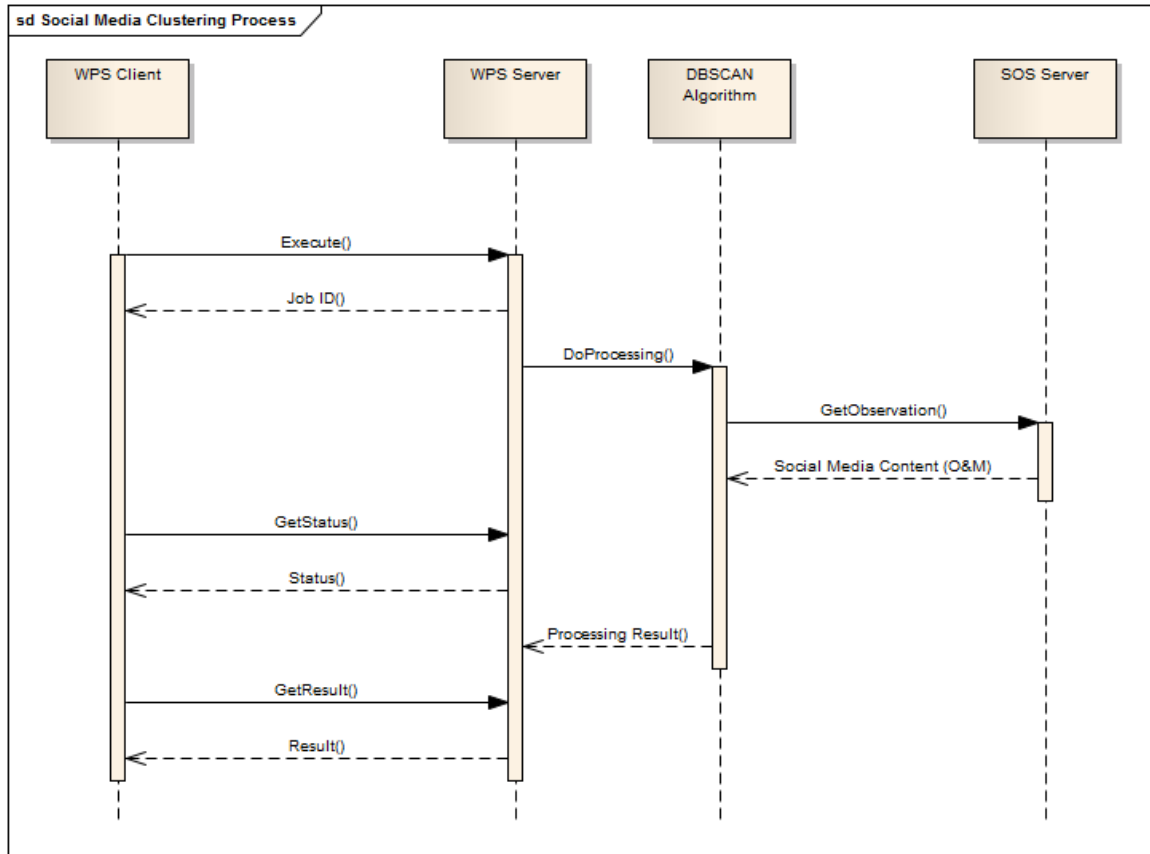 sd Social Media Clustering Process
WPS Client
WPS Server
DBSCAN
Algorithm
SOS Server
Execute()
Job ID()
DoProcessing()
GetObservation()
Social Media Content (O&M)
GetStatus()
Status()
Processing Result()
GetResult()
Result()